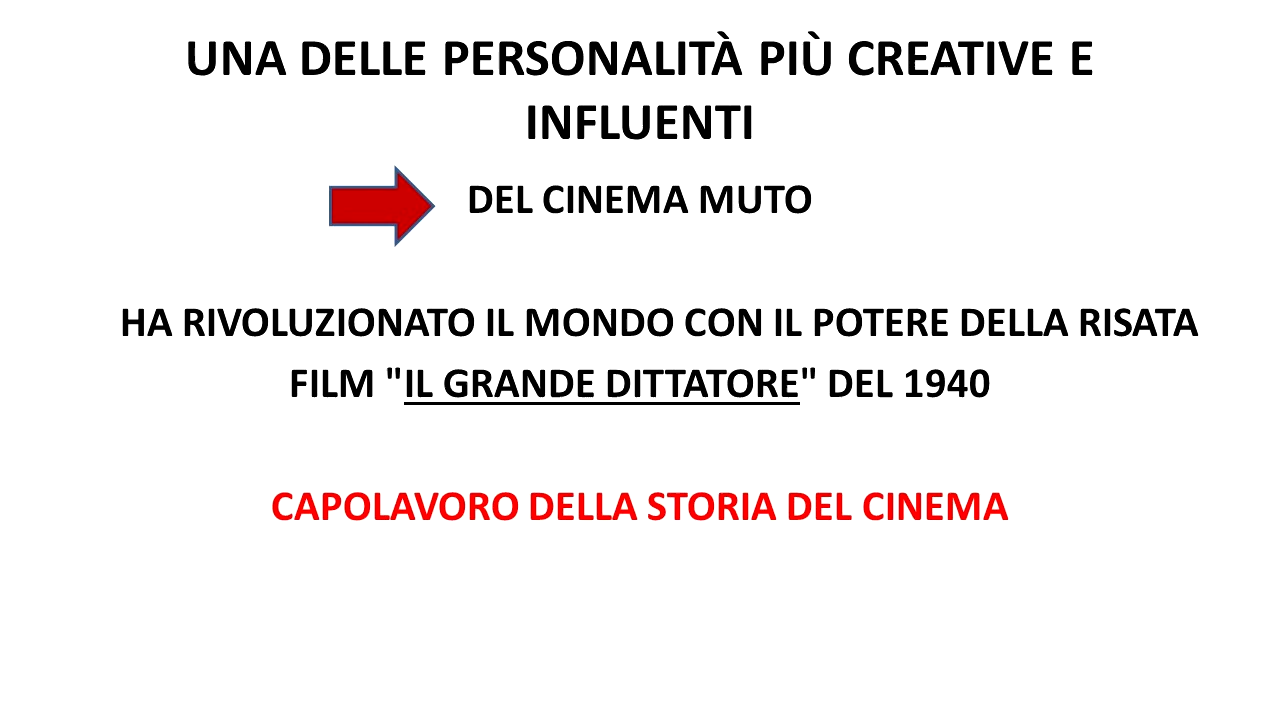 UNA DELLE PERSONALITÀ PIÙ CREATIVE E
INFLUENTI
DEL CINEMA MUTO
HA RIVOLUZIONATO IL MONDO CON IL POTERE DELLA RISATA
FILM "IL GRANDE DITTATORE" DEL 1940
CAPOLAVORO DELLA STORIA DEL CINEMA